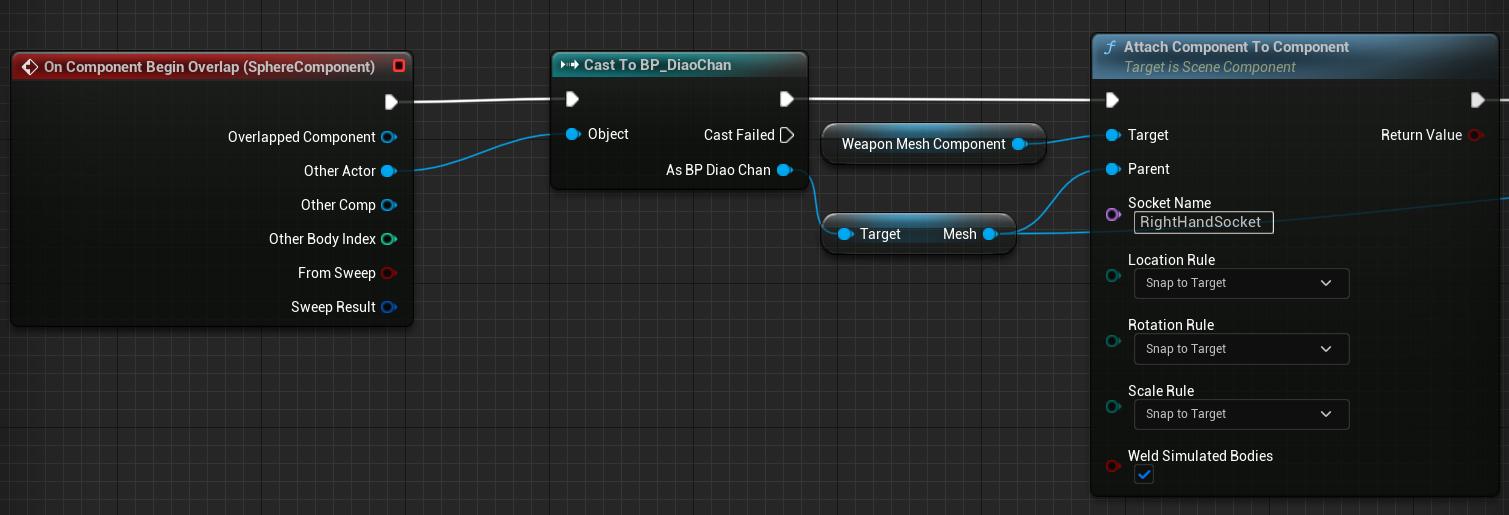 On Component Begin Overlap (SphereComponent)
Overlapped Component
Other Actor
Other Comp
Other Body Index
From Sweep
Sweep Result
Cast To BP_DiaoChan
Object
Cast Failed
As BP Diao Chan
Weapon Mesh Component
Target
Mesh
f Attach Component To Component
Target is Scene Component
Target
Return Value
Parent
Socket Name
RightHandSocket
Location Rule
Snap to Target
Rotation Rule
Snap to Target
Scale Rule
Snap to Target
Weld Simulated Bodies